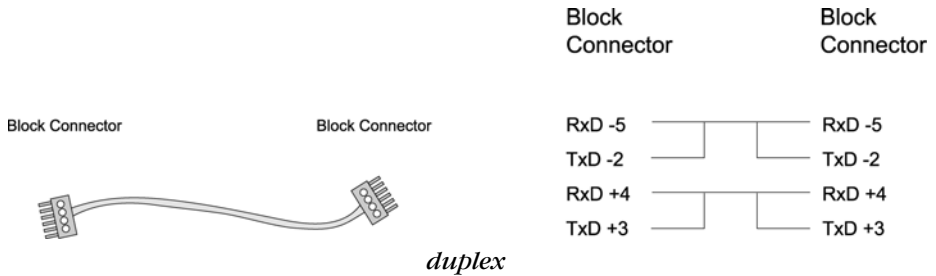 Block
Connector
Block
Connector
Block Connector
Block Connector
RxD -5
RxD -5
TxD -2
TxD -2
RxD +4
RxD +4
TxD +3
TxD +3
duplex